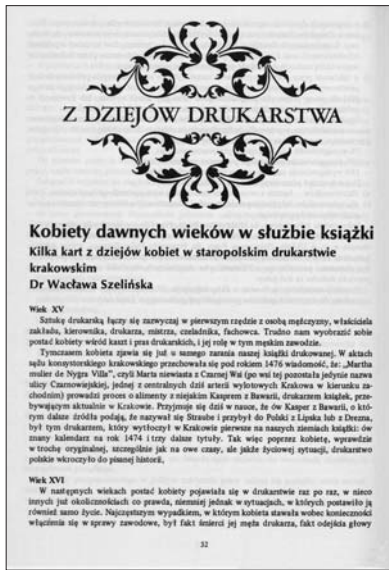 Z DZIEJÓW DRUKARSTWA
Kobiety dawnych wieków w służbie książki
Kilka kart z dziejów kobiet w staropolskim drukarstwie
krakowskim
Dr Wacława Szelińska
Wiek XV
Sztukę drukarską łączy się zazwyczaj w pierwszym rzędzie z osobą mężczyzny, właściciela
zakładu, kierownika, drukarza, mistrza, czeladnika, fachowca. Trudno nam wyobrazić sobie
postać kobiety wśród kaszt i pras drukarskich, i jej rolę w tym męskim zawodzie.
Tymczasem kobieta zjawia się już u samego zarania naszej książki drukowanej. W aktach
sądu konsystorskiego krakowskiego przechowała się pod rokiem 1476 wiadomość, że: „Martha
mulier de Nygra Villa”, czyli Marta niewiasta z Czarnej Wsi (po wsi tej pozostała jedynie nazwa
ulicy Czarnowiejskiej, jednej z centralnych dziś arterii wylotowych Krakowa w kierunku za-
chodnim) prowadzi proces o alimenty z niejakim Kasprem z Bawarii, drukarzem książek, prze-
bywającym aktualnie w Krakowie. Przyjmuje się dziś w nauce, że ów Kasper z Bawarii, o któ-
rym dalsze źródła podają, że nazywał się Straube i przybył do Polski z Lipska lub z Drezna,
był tym drukarzem, który wytłoczył w Krakowie pierwsze na naszych ziemiach książki: ów
znany kalendarz na rok 1474 i trzy dalsze tytuły. Tak więc poprzez kobietę, wprawdzie
w trochę oryginalnej, szczególnie jak na owe czasy, ale jakże życiowej sytuacji, drukarstwo
polskie wkroczyło do pisanej historii.
Wiek XVI
W następnych wiekach postać kobiety pojawiała się w drukarstwie raz po raz, w nieco
innych już okolicznościach co prawda, niemniej jednak w sytuacjach, w których postawiło ją
również samo życie. Najczęstszym wypadkiem, w którym kobieta stawała wobec konieczności
włączenia się w sprawy zawodowe, był fakt śmierci jej męża drukarza, fakt odejścia głowy
52